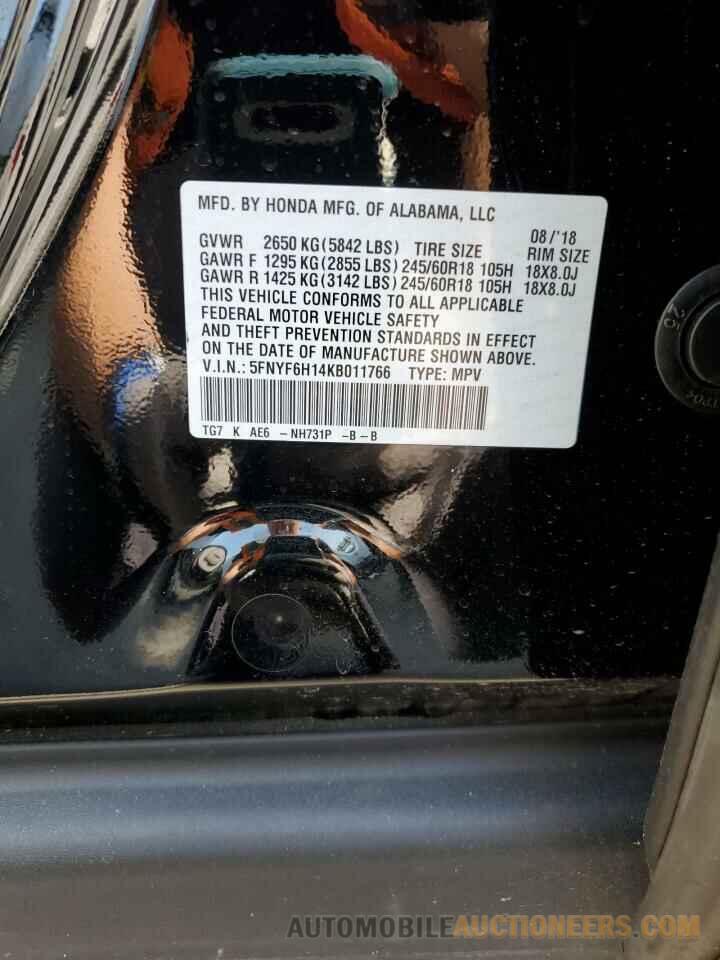 MFD. BY HONDA MFG. OF ALABAMA, LLC
08/'18
GVWR 2650 KG(5842 LBS) TIRE SIZE RIM SIZE
GAWR F 1295 KG(2855 LBS) 245/60R18 105H 18X8.0J
GAWR R 1425 KG(3142 LBS) 245/60R18 105H 18X8.0J
THIS VEHICLE CONFORMS TO ALL APPLICABLE
FEDERAL MOTOR VEHICLE SAFETY
AND THEFT PREVENTION STANDARDS IN EFFECT
ON THE DATE OF MANUFACTURE SHOWN ABOVE.
V.I.N.: 5FNYF6H14KB011766 TYPE: MPV
TG7 K AE6 -NH731P -B-B
AUTOMOBILEAUCTIONEERS.COM